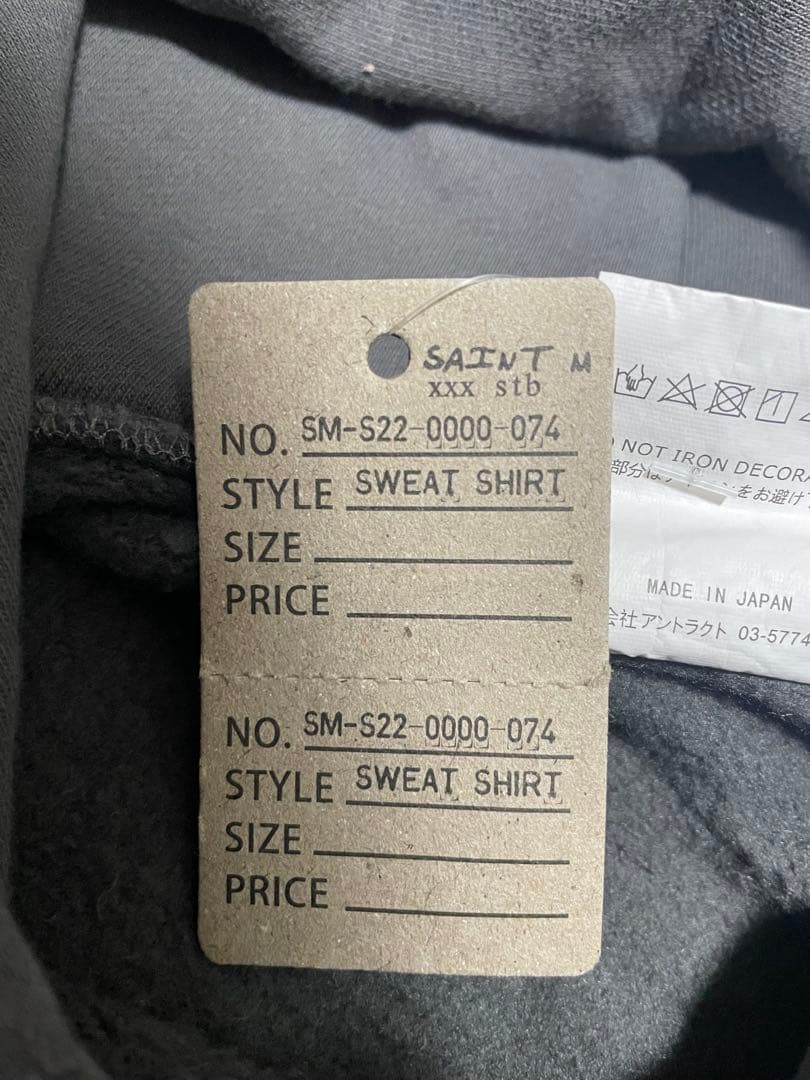 SAINT M
xxx stb
NO. SM-S22-0000-074
STYLE SWEAT SHIRT
SIZE
PRICE
NO. SM-S22-0000-074
STYLE SWEAT SHIRT
SIZE
PRICE
NOT IRON DECORA
部分は
をお避け
MADE IN JAPAN
会社アントラクト 03-5774